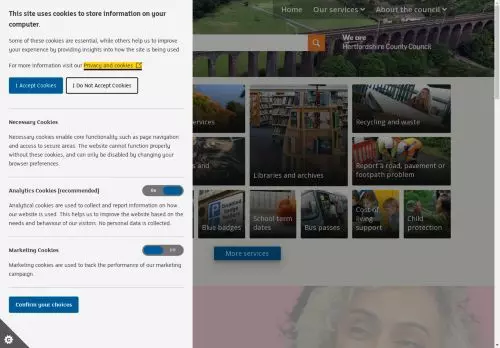 This site uses cookies to store information on your
computer.
Some of these cookies are essential, while others help us to improve
your experience by providing insights into how the site is being used.
For more information visit our Privacy and cookies
I Accept Cookies
I Do Not Accept Cookies
Necessary Cookies
Necessary cookies enable core functionality such as page navigation
and access to secure areas. The website cannot function properly
without these cookies, and can only be disabled by changing your
browser preferences.
Analytics Cookies (recommended)
Analytical cookies are used to collect and report information on how
our website is used. This helps us to improve the website based on the
needs and behaviour of our visitors. No personal data is collected.
Marketing Cookies
Off
Marketing cookies are used to track the performance of our marketing
campaign.
Confirm your choices
Home
Our services
About the council
We are
Hertfordshire County Council
Recycling and waste
Libraries and archives
Report a road, pavement or
footpath problem
Blue badges
School term
dates
Bus passes
Cost of
living
support
Child
protection
More services